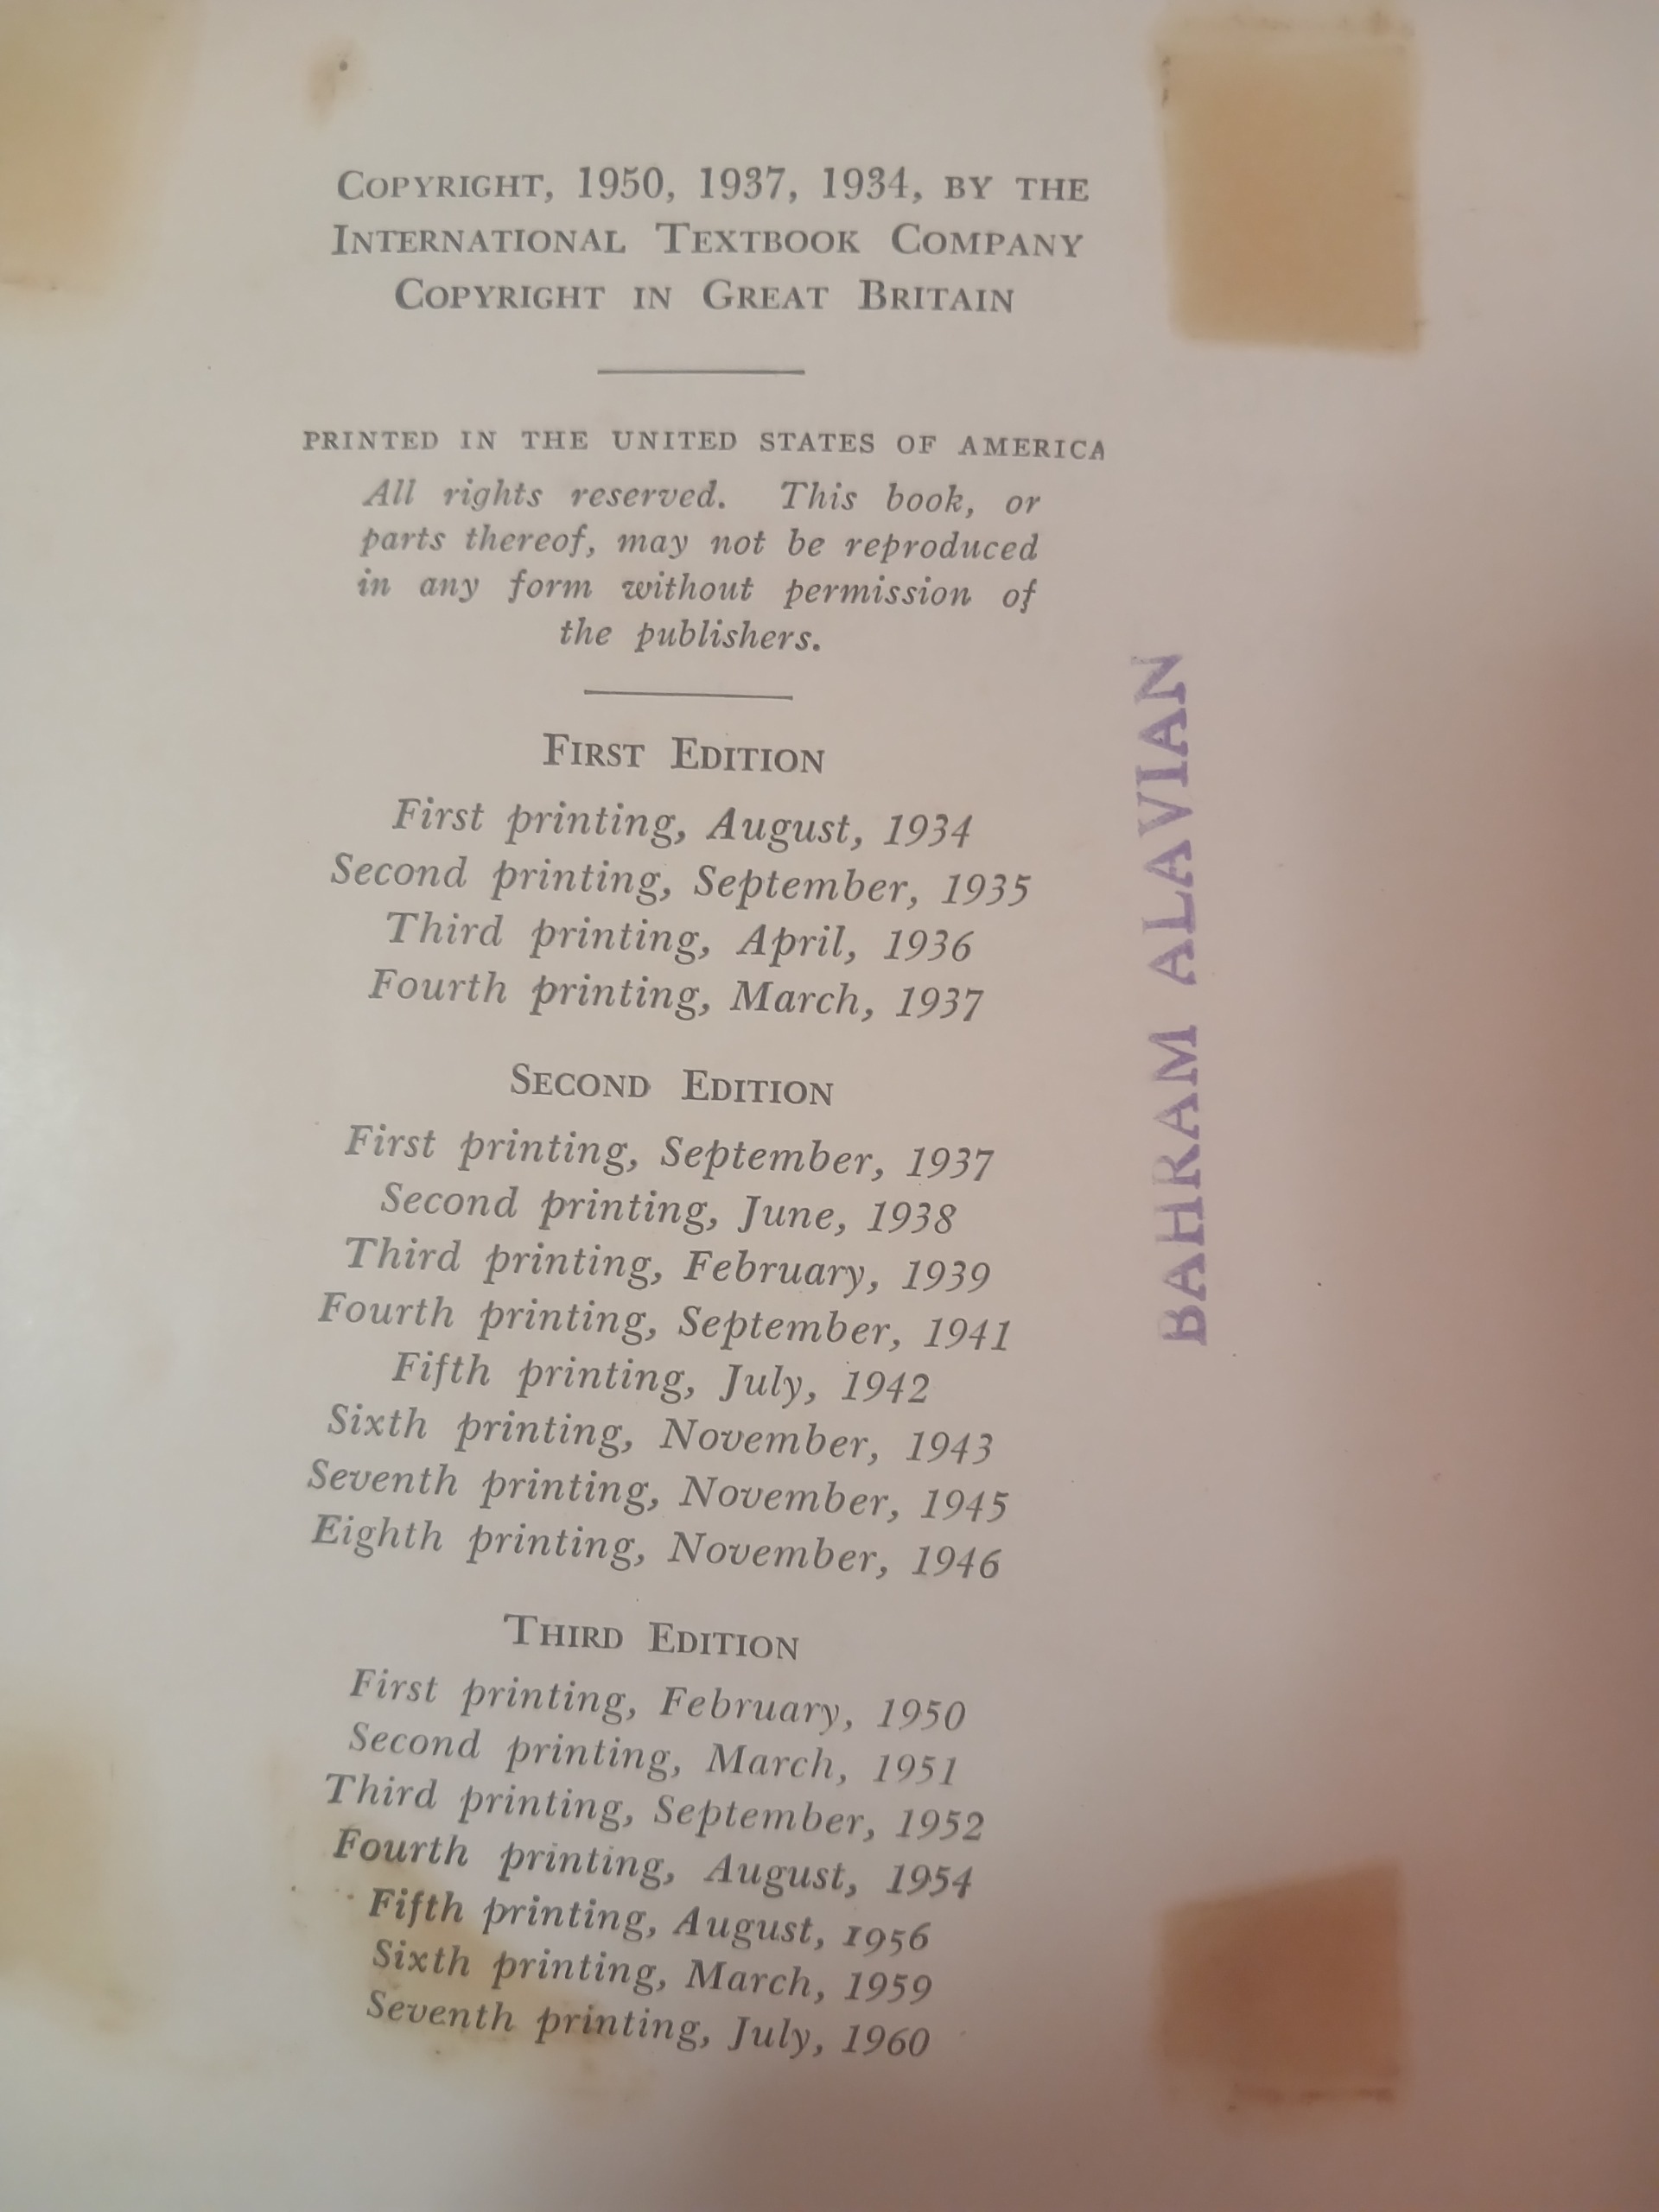 COPYRIGHT, 1950, 1937, 1934, BY THE
INTERNATIONAL TEXTBOOK COMPANY
COPYRIGHT IN GREAT BRITAIN
PRINTED IN THE UNITED STATES OF AMERICA
All rights reserved. This book, or
parts thereof, may not be reproduced
in any form without permission of
the publishers.
FIRST EDITION
First printing, August, 1934
Second printing, September, 1935
Third printing, April, 1936
Fourth printing, March, 1937
SECOND EDITION
First printing, September, 1937
Second printing, June, 1938
Third printing, February, 1939
Fourth printing, September, 1941
Fifth printing, July, 1942
Sixth printing, November, 1943
Seventh printing, November, 1945
Eighth printing, November, 1946
THIRD EDITION
First printing, February, 1950
Second printing, March, 1951
Third printing, September, 1952
Fourth printing, August, 1954
Fifth printing, August, 1956
Sixth printing, March, 1959
Seventh printing, July, 1960
BAHRAM ALAVIAN